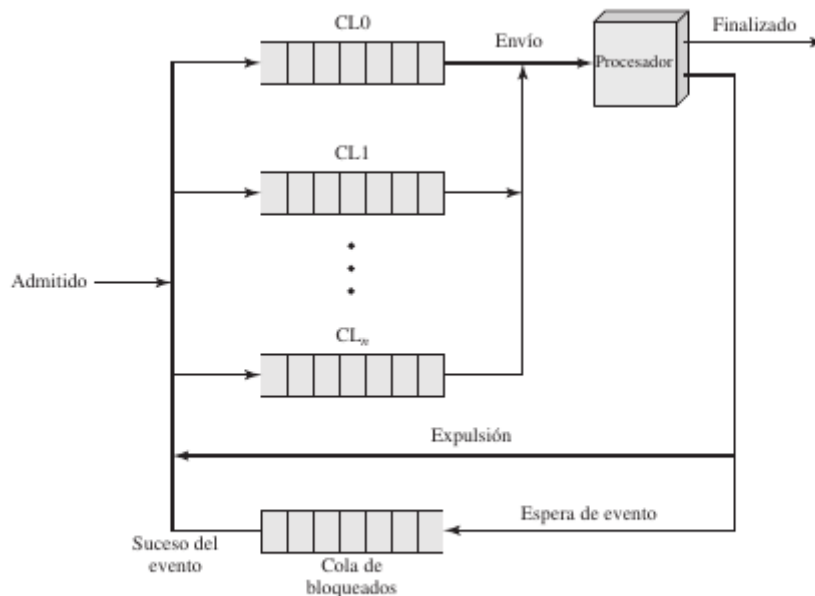 CL0
Envío
Finalizado
Procesador
CL1
Admitido
CLn
Expulsión
Espera de evento
Suceso del
evento
Cola de
bloqueados